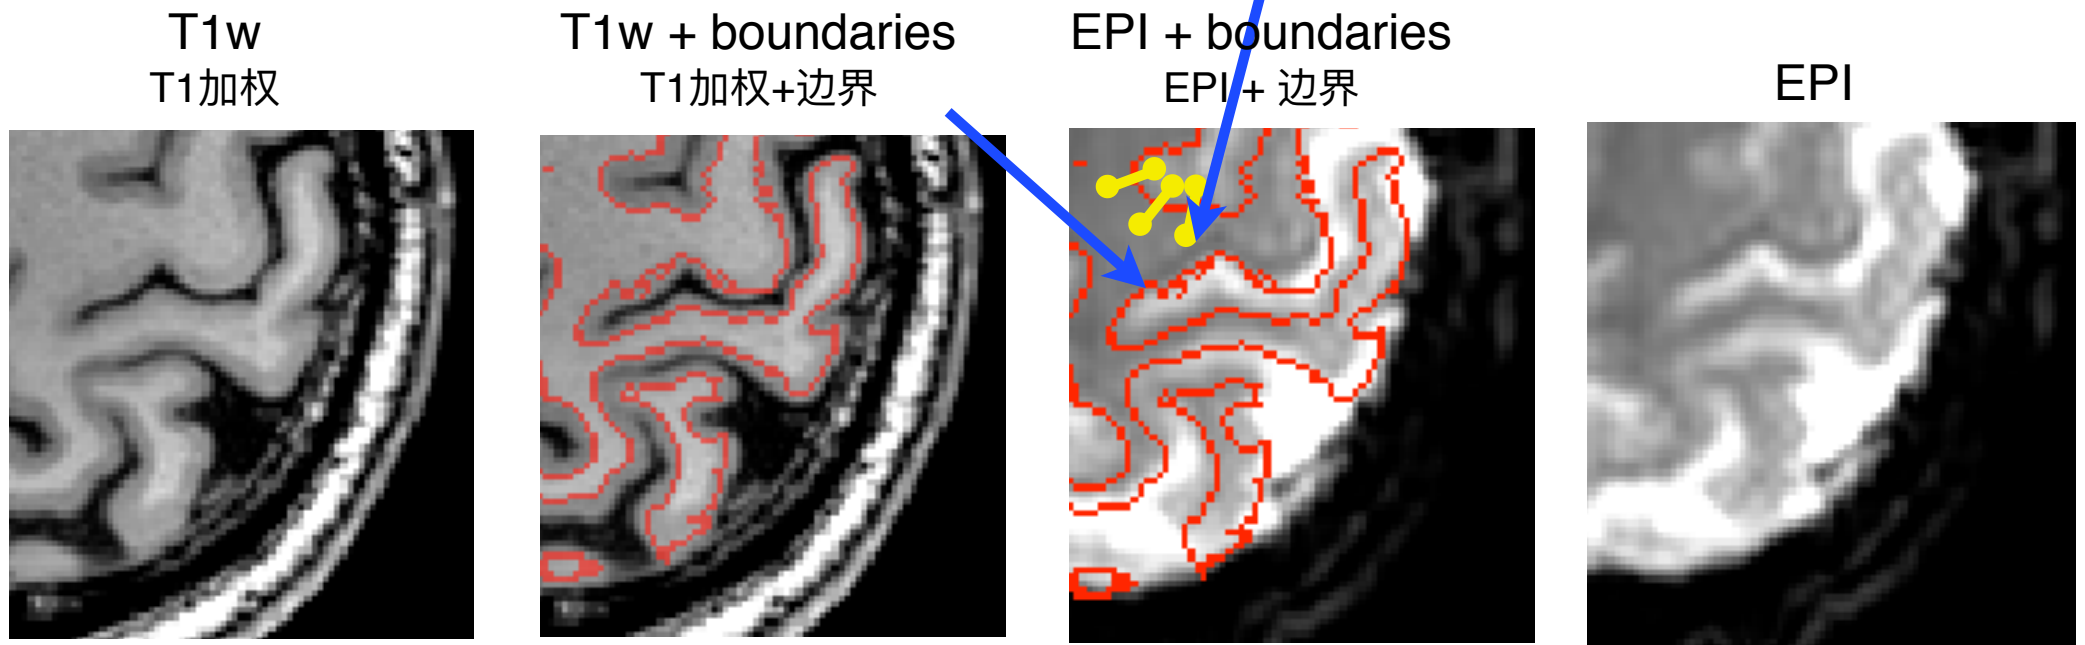 T1w
T1加权
T1w + boundaries
T1加权+边界
EPI + boundaries
EPI + 边界
EPI